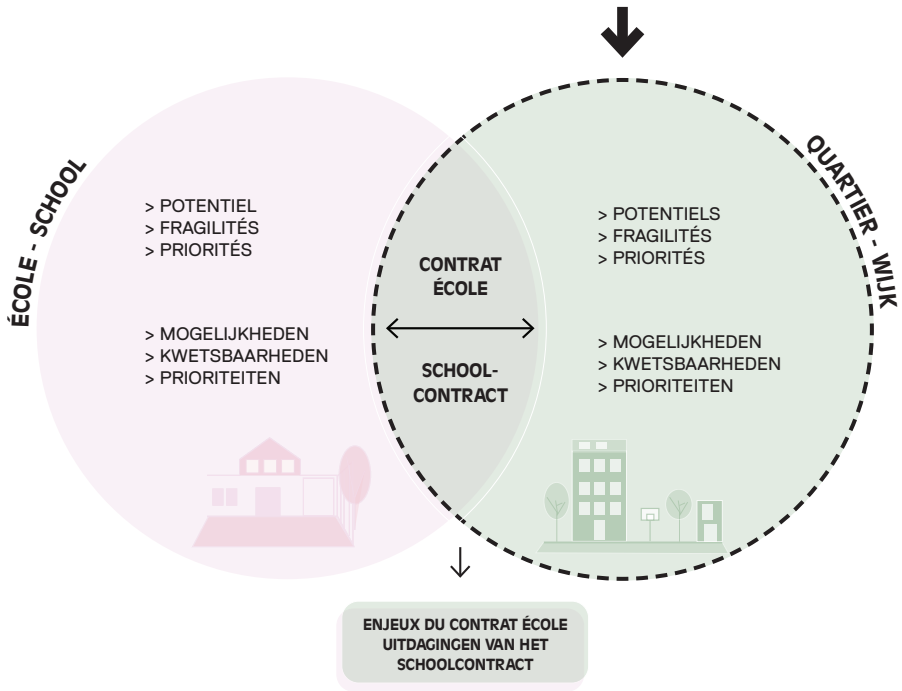 ÉCOLE - SCHOOL
> POTENTIEL
> FRAGILITÉS
> PRIORITÉS
> MOGELIJKHEDEN
> KWETSBAARHEDEN
> PRIORITEITEN
CONTRAT
ÉCOLE
SCHOOL-
CONTRACT
QUARTIER - WIJK
> POTENTIELS
> FRAGILITÉS
> PRIORITÉS
> MOGELIJKHEDEN
> KWETSBAARHEDEN
> PRIORITEITEN
ENJEUX DU CONTRAT ÉCOLE
UITDAGINGEN VAN HET
SCHOOLCONTRACT